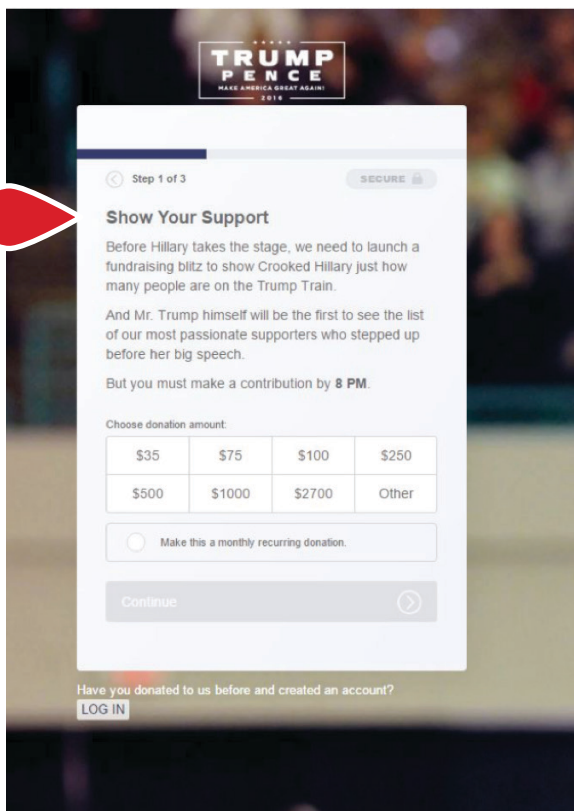 TRUMP
PENCE
MAKE AMERICA GREAT AGAIN!
2016
Step 1 of 3
SECURE
Show Your Support
Before Hillary takes the stage, we need to launch a
fundraising blitz to show Crooked Hillary just how
many people are on the Trump Train.
And Mr. Trump himself will be the first to see the list
of our most passionate supporters who stepped up
before her big speech.
But you must make a contribution by 8 PM.
Choose donation amount:
$35 $75 $100 $250
$500 $1000 $2700 Other
Make this a monthly recurring donation.
Continue
Have you donated to us before and created an account?
LOG IN